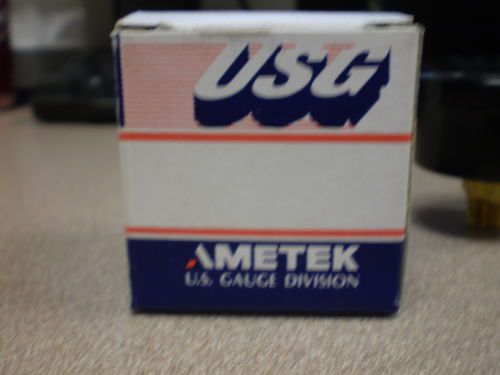 USG
AMETEK
U.S. GAUGE DIVISION